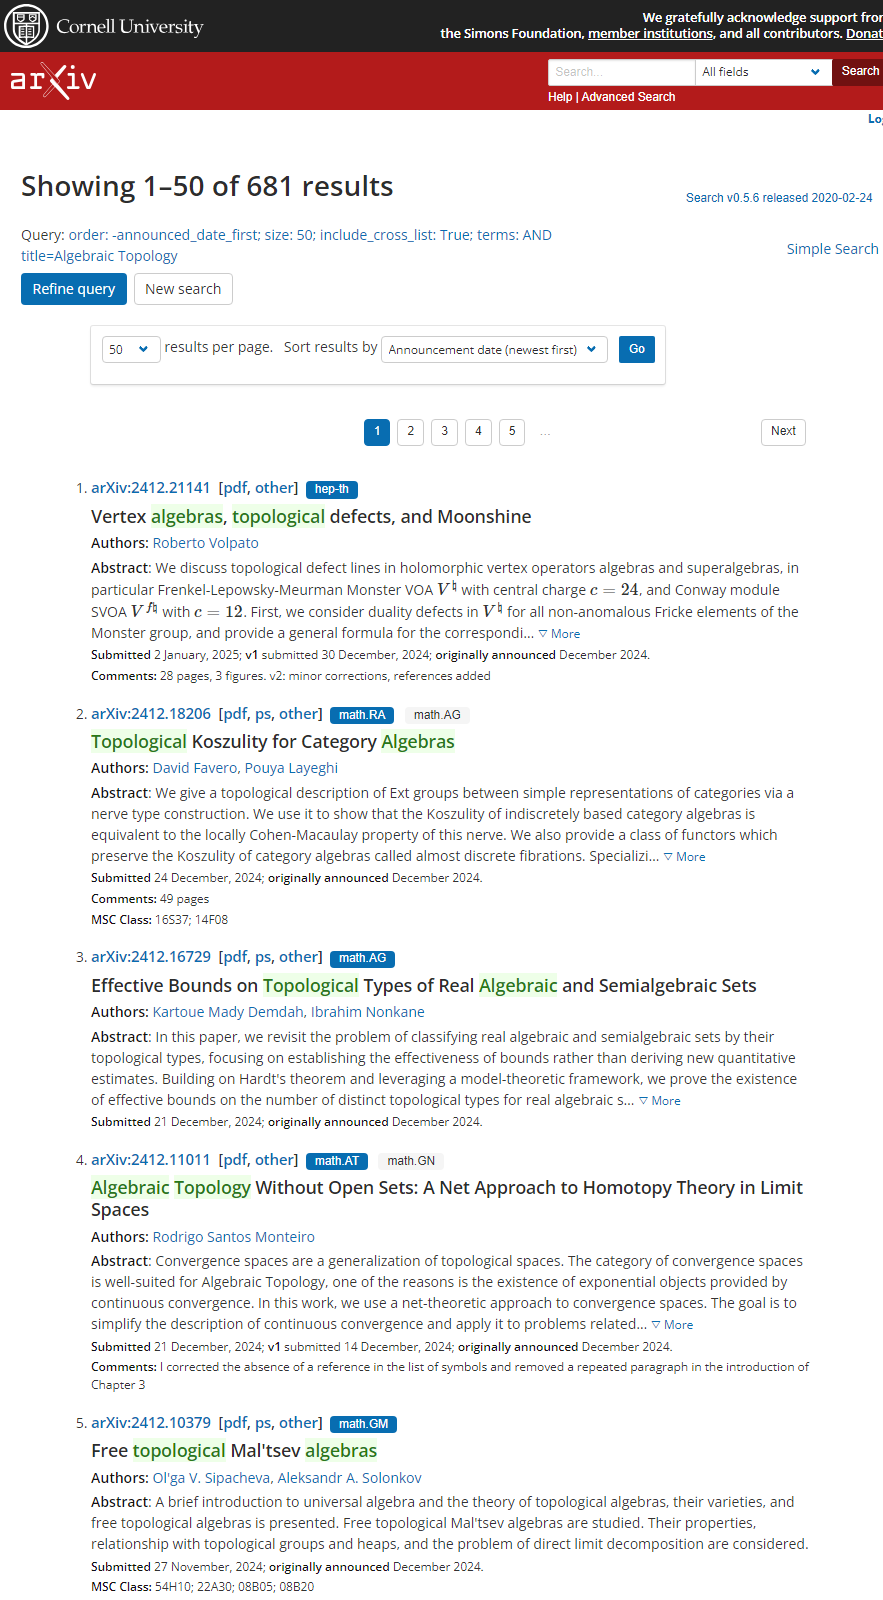 Cornell University
We gratefully acknowledge support from
the Simons Foundation, member institutions, and all contributors. Donat
arXiv
Search...
All fields
Search
Help | Advanced Search
Showing 1–50 of 681 results
Search v0.5.6 released 2020-02-24
Query: order: -announced_date_first; size: 50; include_cross_list: True; terms: AND
title=Algebraic Topology
Simple Search
Refine query
New search
50 results per page. Sort results by Announcement date (newest first) Go
1 2 3 4 5 ... Next
1. arXiv:2412.21141 [pdf, other] hep-th
Vertex algebras, topological defects, and Moonshine
Authors: Roberto Volpato
Abstract: We discuss topological defect lines in holomorphic vertex operators algebras and superalgebras, in
particular Frenkel-Lepowsky-Meurman Monster VOA V♮ with central charge c = 24, and Conway module
SVOA V^{f♮} with c = 12. First, we consider duality defects in V♮ for all non-anomalous Fricke elements of the
Monster group, and provide a general formula for the correspondi... ▽ More
Submitted 2 January, 2025; v1 submitted 30 December, 2024; originally announced December 2024.
Comments: 28 pages, 3 figures. v2: minor corrections, references added
2. arXiv:2412.18206 [pdf, ps, other] math.RA math.AG
Topological Koszulity for Category Algebras
Authors: David Favero, Pouya Layeghi
Abstract: We give a topological description of Ext groups between simple representations of categories via a
nerve type construction. We use it to show that the Koszulity of indiscretely based category algebras is
equivalent to the locally Cohen-Macaulay property of this nerve. We also provide a class of functors which
preserve the Koszulity of category algebras called almost discrete fibrations. Specializi... ▽ More
Submitted 24 December, 2024; originally announced December 2024.
Comments: 49 pages
MSC Class: 16S37; 14F08
3. arXiv:2412.16729 [pdf, ps, other] math.AG
Effective Bounds on Topological Types of Real Algebraic and Semialgebraic Sets
Authors: Kartoue Mady Demdah, Ibrahim Nonkane
Abstract: In this paper, we revisit the problem of classifying real algebraic and semialgebraic sets by their
topological types, focusing on establishing the effectiveness of bounds rather than deriving new quantitative
estimates. Building on Hardt's theorem and leveraging a model-theoretic framework, we prove the existence
of effective bounds on the number of distinct topological types for real algebraic s... ▽ More
Submitted 21 December, 2024; originally announced December 2024.
4. arXiv:2412.11011 [pdf, other] math.AT math.GN
Algebraic Topology Without Open Sets: A Net Approach to Homotopy Theory in Limit
Spaces
Authors: Rodrigo Santos Monteiro
Abstract: Convergence spaces are a generalization of topological spaces. The category of convergence spaces
is well-suited for Algebraic Topology, one of the reasons is the existence of exponential objects provided by
continuous convergence. In this work, we use a net-theoretic approach to convergence spaces. The goal is to
simplify the description of continuous convergence and apply it to problems related... ▽ More
Submitted 21 December, 2024; v1 submitted 14 December, 2024; originally announced December 2024.
Comments: I corrected the absence of a reference in the list of symbols and removed a repeated paragraph in the introduction of
Chapter 3
5. arXiv:2412.10379 [pdf, ps, other] math.GM
Free topological Mal'tsev algebras
Authors: Ol'ga V. Sipacheva, Aleksandr A. Solonkov
Abstract: A brief introduction to universal algebra and the theory of topological algebras, their varieties, and
free topological algebras is presented. Free topological Mal'tsev algebras are studied. Their properties,
relationship with topological groups and heaps, and the problem of direct limit decomposition are considered.
Submitted 27 November, 2024; originally announced December 2024.
MSC Class: 54H10; 22A30; 08B05; 08B20